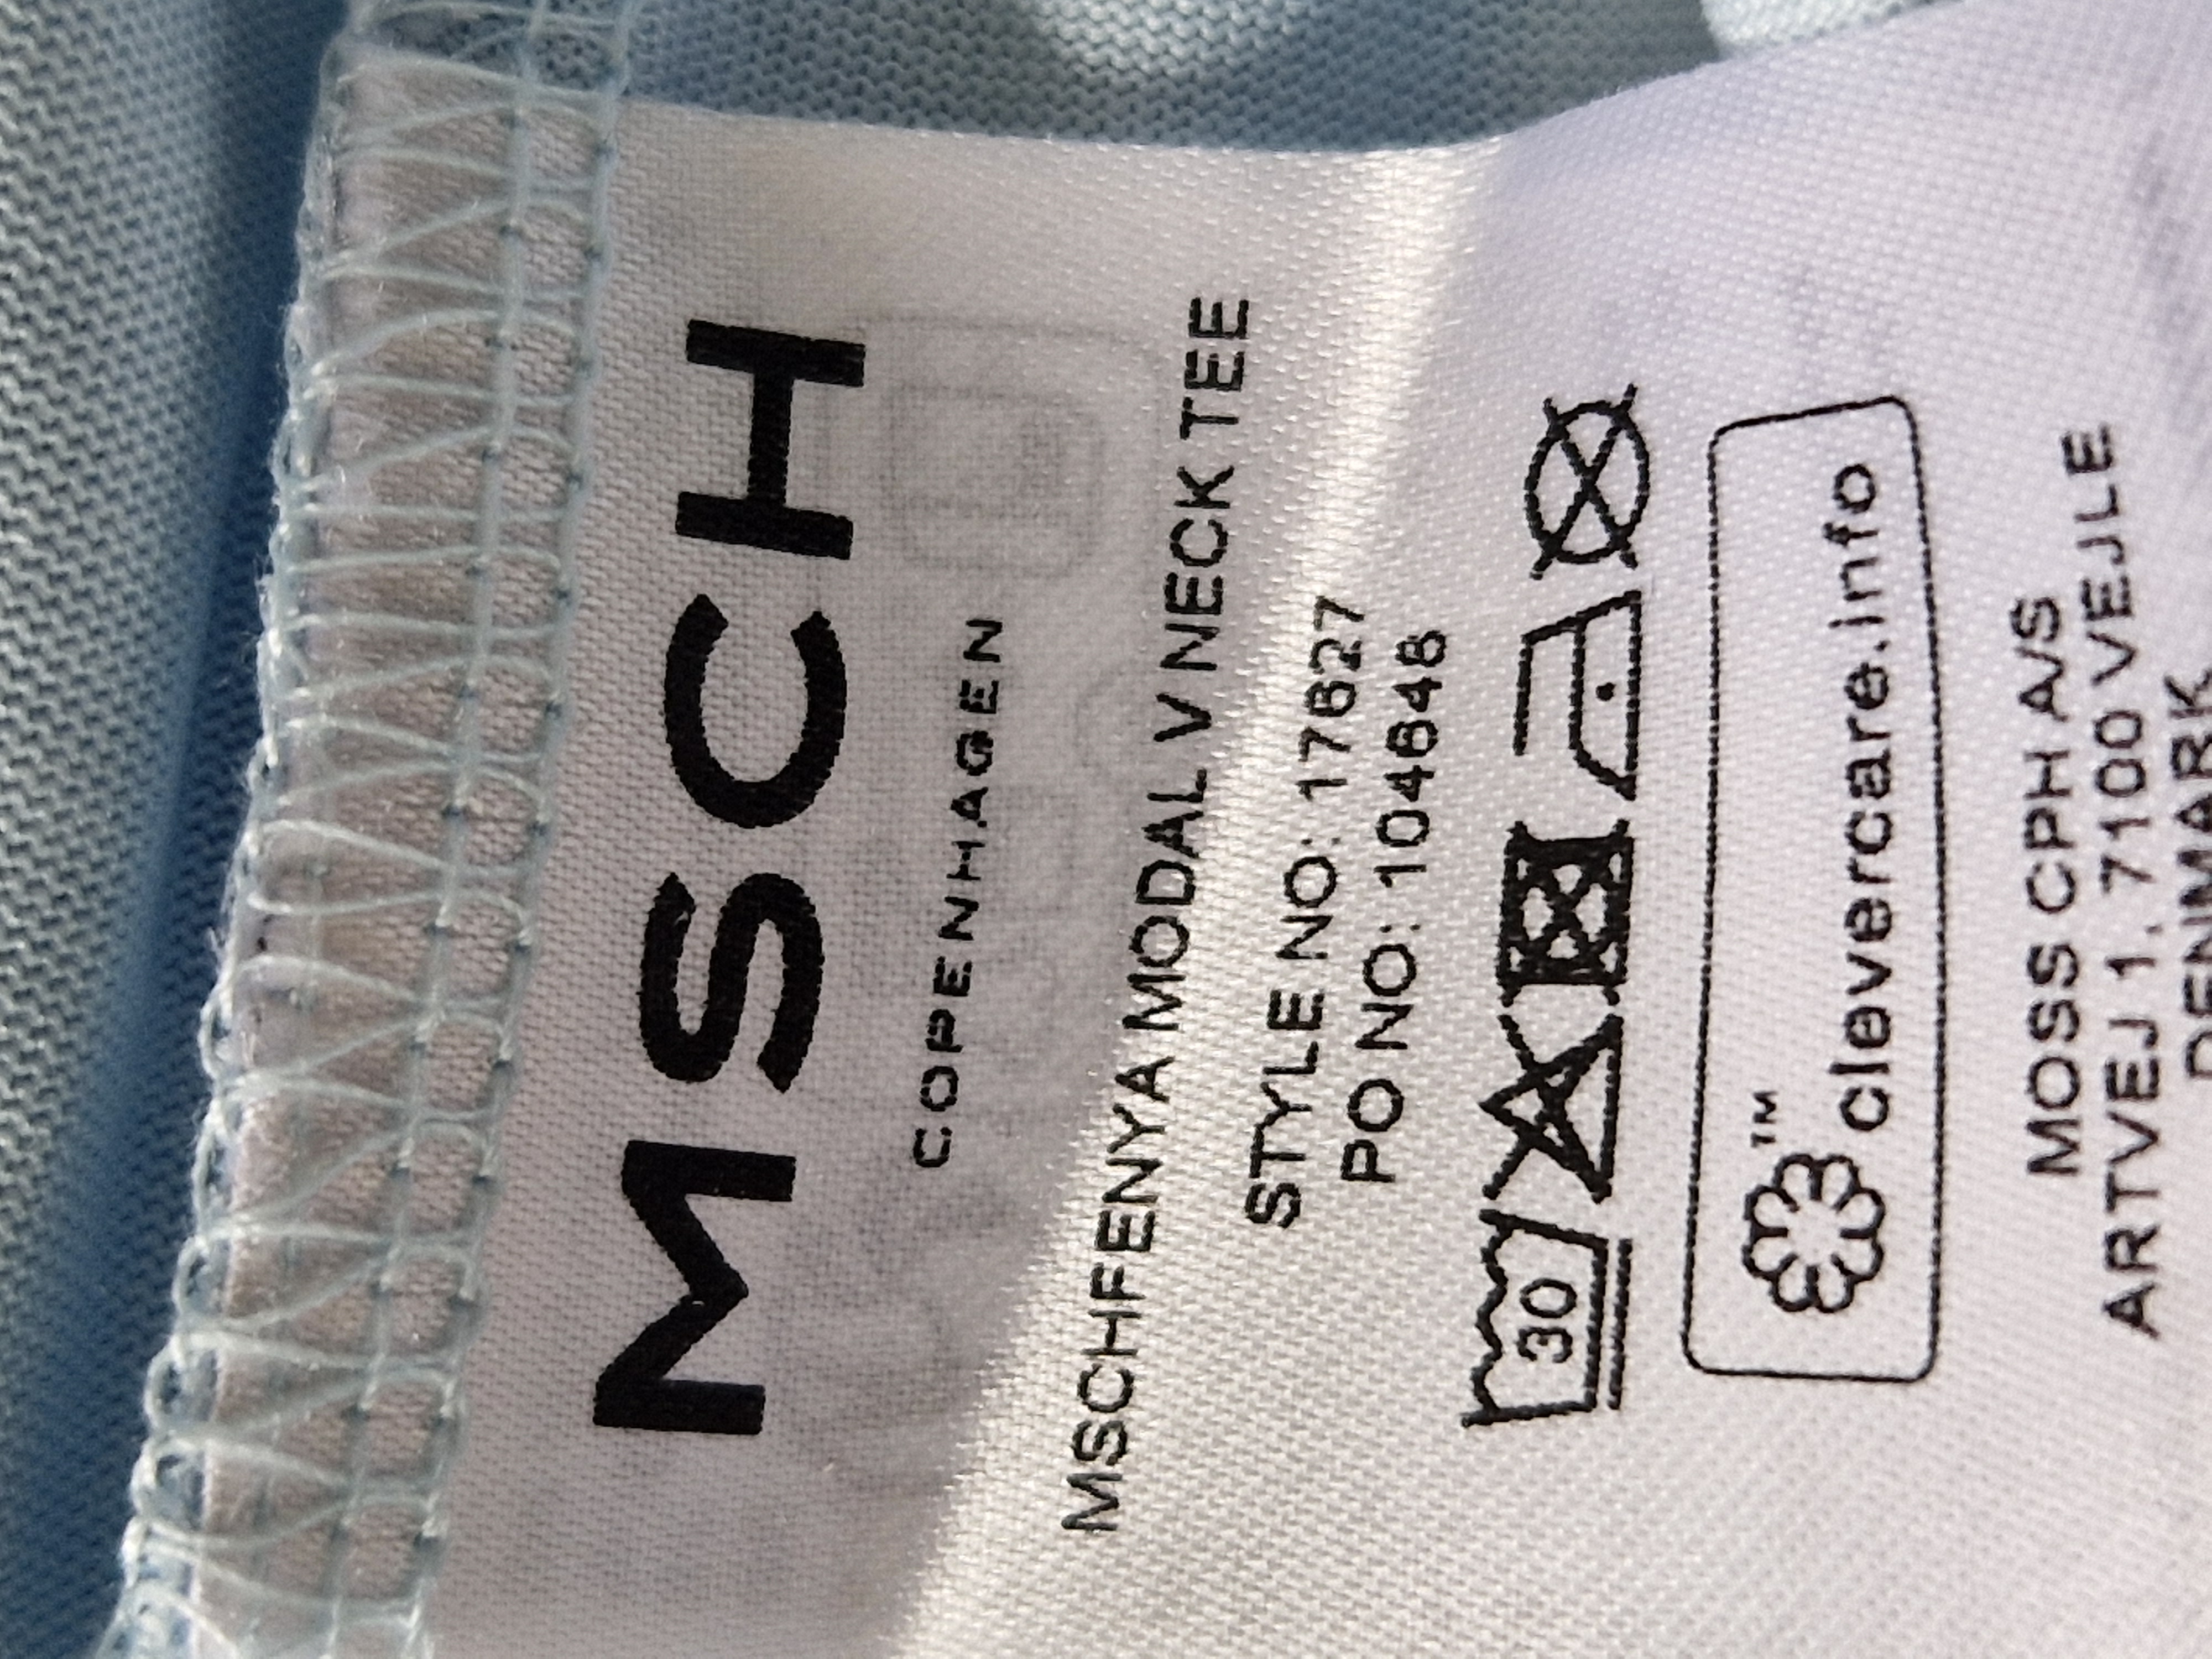 MSCH
COPENHAGEN
MSCHFENYA MODAL V NECK TEE
STYLE NO: 17627
PO NO: 104648
30
clevercare.info
TM
MOSS CPH A/S
ARTVEJ 1, 7100 VEJLE
DENMARK